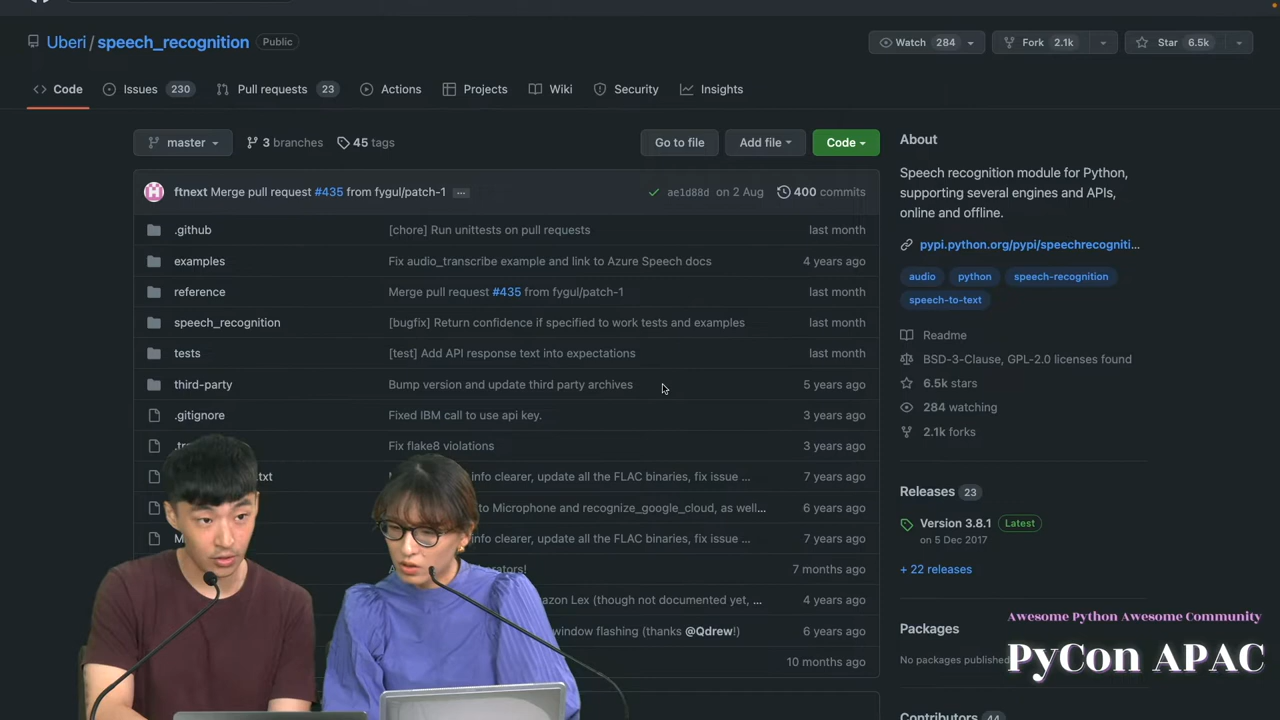 Uberi / speech_recognition Public
Watch 284 Fork 2.1k Star 6.5k
Code Issues 230 Pull requests 23 Actions Projects Wiki Security Insights
master 3 branches 45 tags Go to file Add file Code
ftnext Merge pull request #435 from fygul/patch-1 ... ae1d88d on 2 Aug 400 commits
.github [chore] Run unittests on pull requests last month
examples Fix audio_transcribe example and link to Azure Speech docs 4 years ago
reference Merge pull request #435 from fygul/patch-1 last month
speech_recognition [bugfix] Return confidence if specified to work tests and examples last month
tests [test] Add API response text into expectations last month
third-party Bump version and update third party archives 5 years ago
.gitignore Fixed IBM call to use api key. 3 years ago
Fix flake8 violations 3 years ago
.txt info clearer, update all the FLAC binaries, fix issue ... 7 years ago
to Microphone and recognize_google_cloud, as well... 6 years ago
info clearer, update all the FLAC binaries, fix issue ... 7 years ago
7 months ago
(though not documented yet, ... 4 years ago
window flashing (thanks @Qdrew!) 6 years ago
10 months ago
About
Speech recognition module for Python,
supporting several engines and APIs,
online and offline.
pypi.python.org/pypi/speechrecogniti...
audio python speech-recognition
speech-to-text
Readme
BSD-3-Clause, GPL-2.0 licenses found
6.5k stars
284 watching
2.1k forks
Releases 23
Version 3.8.1 Latest
on 5 Dec 2017
+ 22 releases
Packages
No packages published
Contributors 44
Awesome Python Awesome Community
PyCon APAC